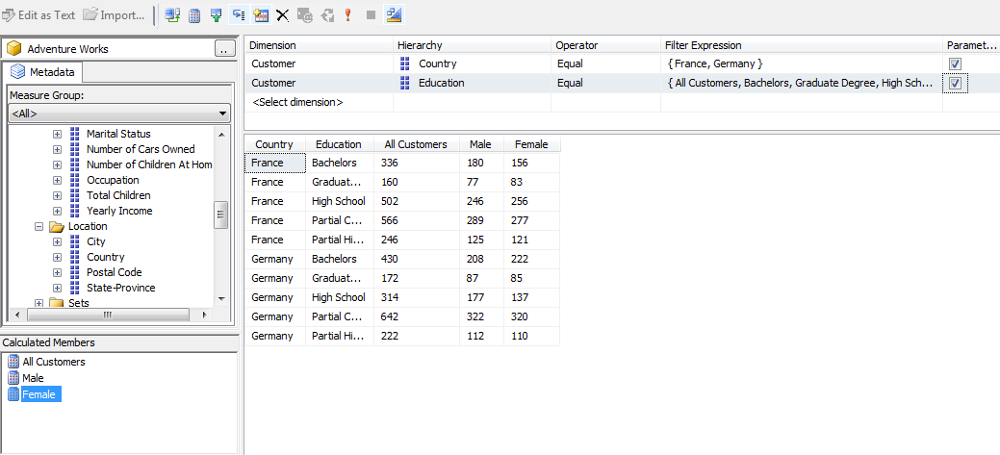 Edit as Text Import...
Adventure Works ..
Metadata
Measure Group:
<All>
Marital Status
Number of Cars Owned
Number of Children At Hom
Occupation
Total Children
Yearly Income
Location
City
Country
Postal Code
State-Province
Sets
Calculated Members
All Customers
Male
Female
Dimension Hierarchy Operator Filter Expression Paramet...
Customer Country Equal { France, Germany }
Customer Education Equal { All Customers, Bachelors, Graduate Degree, High Sch...
<Select dimension>
Country Education All Customers Male Female
France Bachelors 336 180 156
France Graduat... 160 77 83
France High School 502 246 256
France Partial C... 566 289 277
France Partial Hi... 246 125 121
Germany Bachelors 430 208 222
Germany Graduat... 172 87 85
Germany High School 314 177 137
Germany Partial C... 642 322 320
Germany Partial Hi... 222 112 110